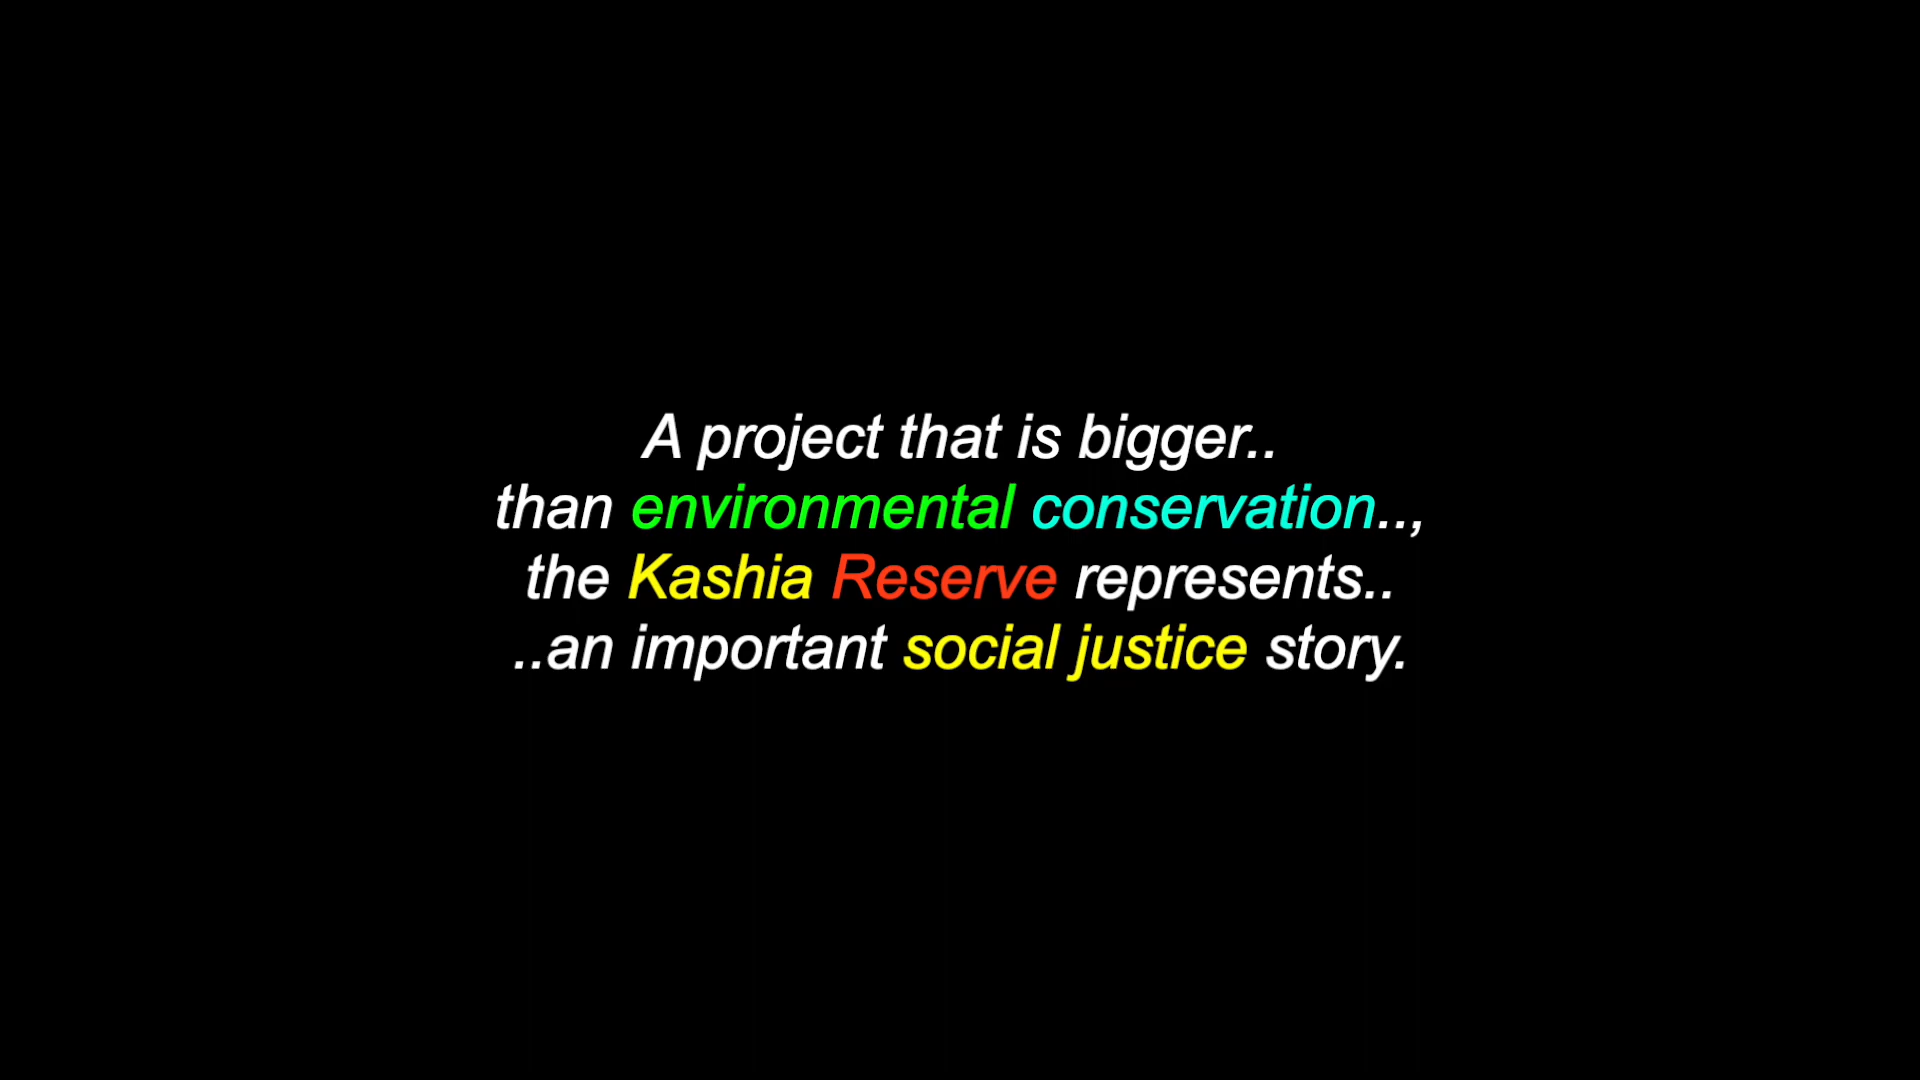 A project that is bigger..
than environmental conservation..,
the Kashia Reserve represents..
..an important social justice story.